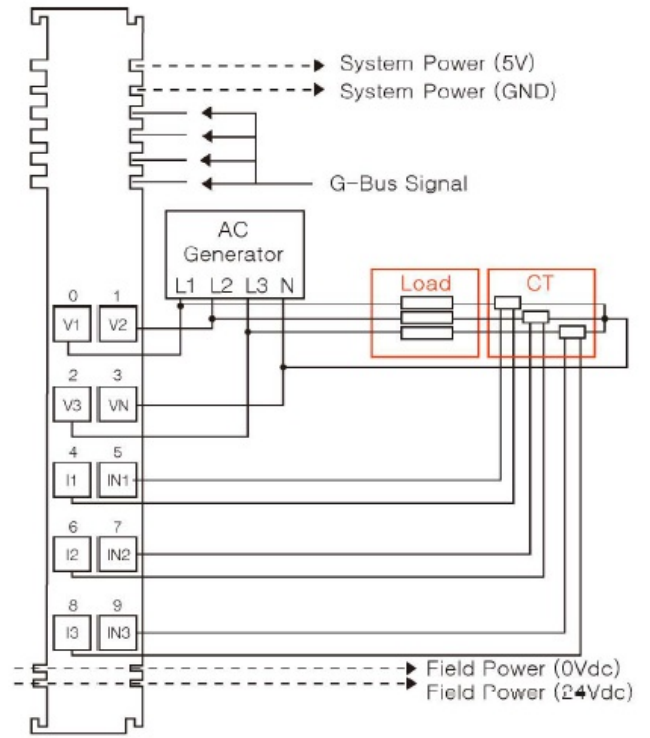 System Power (5V)
System Power (GND)
G-Bus Signal
AC
Generator
L1 L2 L3 N
Load
CT
0 1
V1 V2
2 3
V3 VN
4 5
I1 IN1
6 7
I2 IN2
8 9
I3 IN3
Field Power (0Vdc)
Field Power (24Vdc)